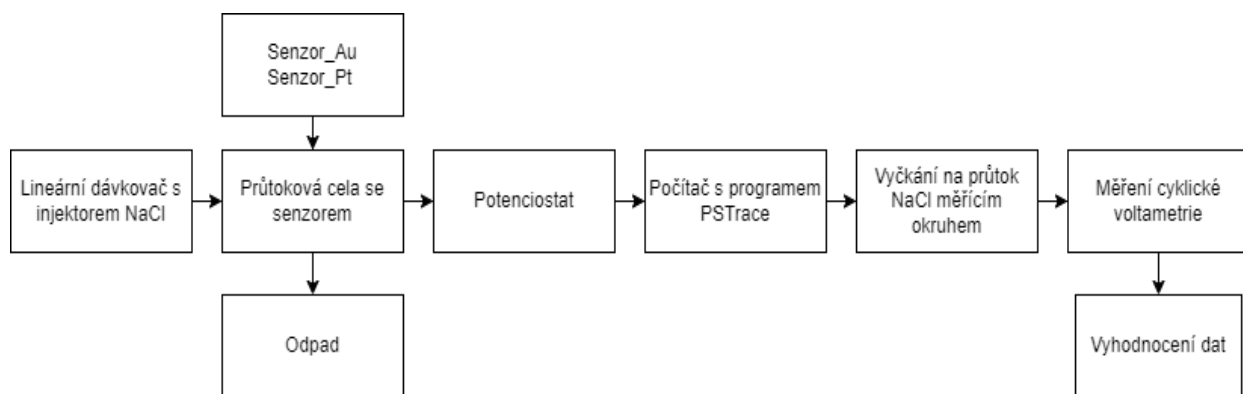 Senzor_Au
Senzor_Pt
Lineární dávkovač s
injektorem NaCl
Průtoková cela se
senzorem
Potenciostat
Počítač s programem
PSTrace
Vyčkání na průtok
NaCl měřícím
okruhem
Měření cyklické
voltametrie
Odpad
Vyhodnocení dat